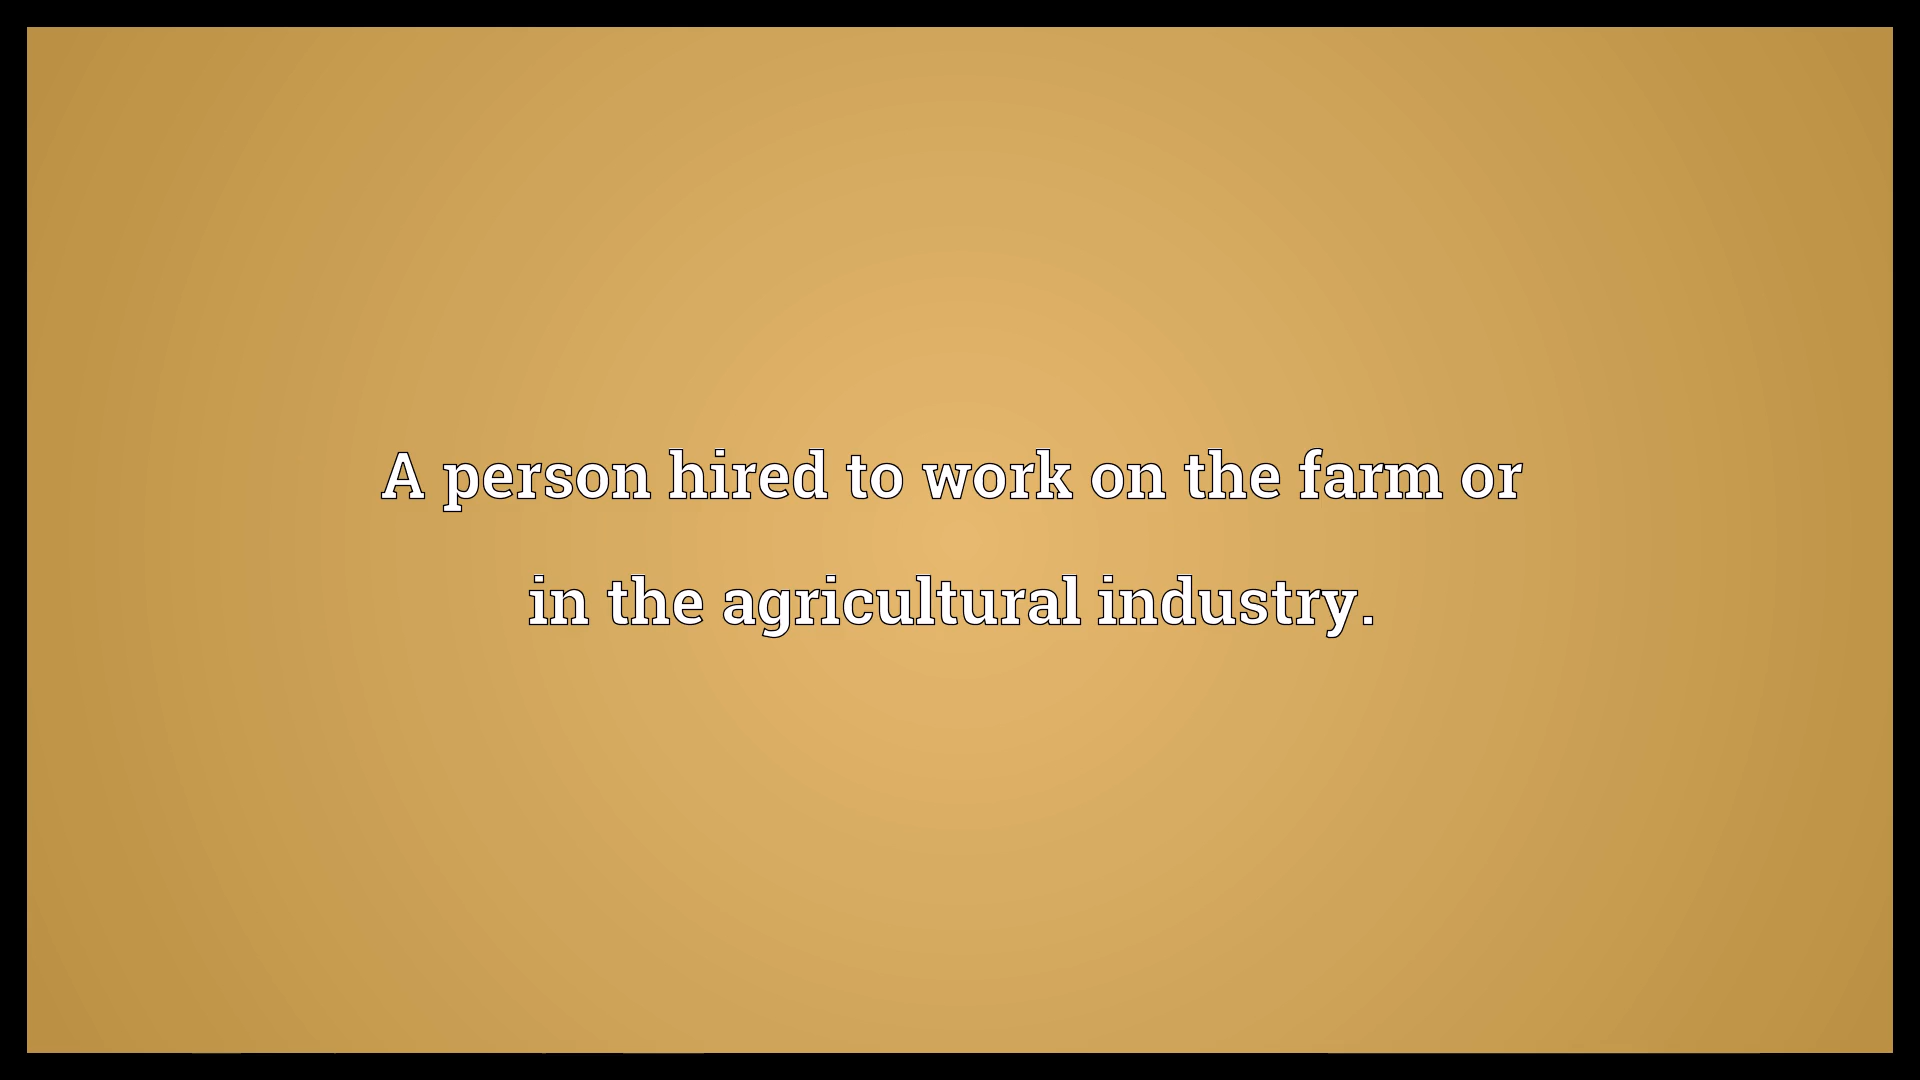 A person hired to work on the farm or
in the agricultural industry.